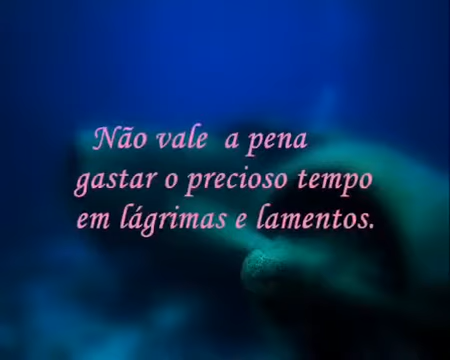 Não vale a pena
gastar o precioso tempo
em lágrimas e lamentos.